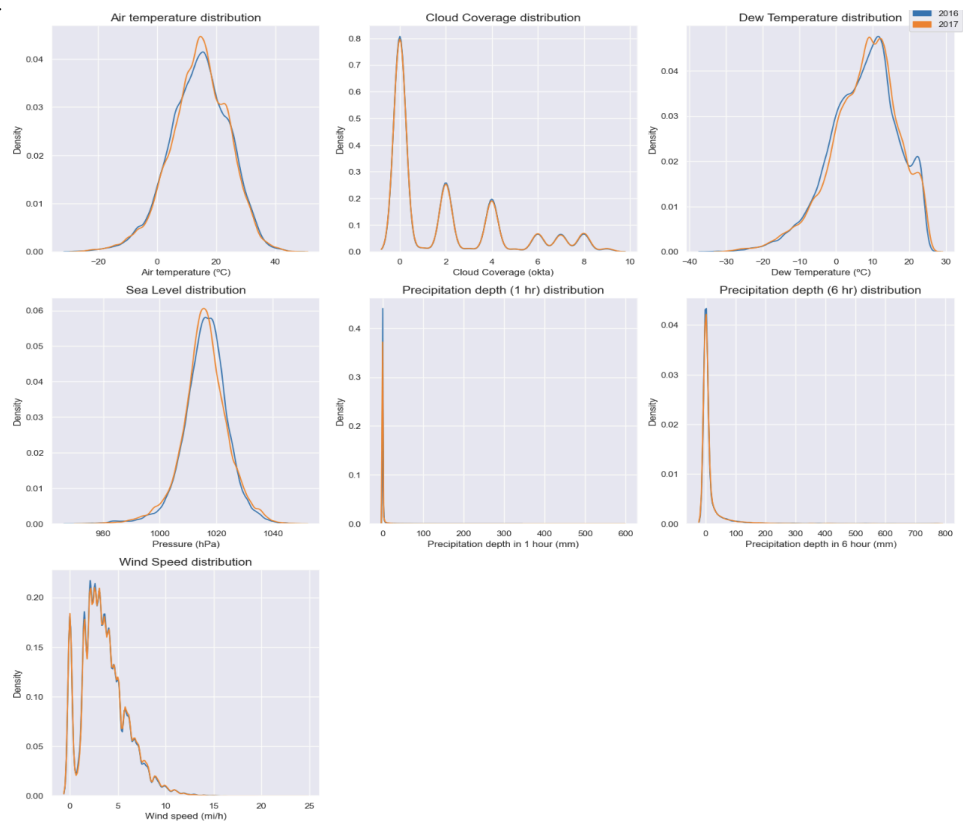 Air temperature distribution
0.04
0.03
0.02
0.01
0.00
Density
−20 0 20 40
Air temperature (ºC)
Cloud Coverage distribution
0.8
0.7
0.6
0.5
0.4
0.3
0.2
0.1
0.0
Density
0 2 4 6 8 10
Cloud Coverage (okta)
Dew Temperature distribution
2016
2017
0.04
0.03
0.02
0.01
0.00
Density
−40 −30 −20 −10 0 10 20 30
Dew Temperature (ºC)
Sea Level distribution
0.06
0.05
0.04
0.03
0.02
0.01
0.00
Density
980 1000 1020 1040
Pressure (hPa)
Precipitation depth (1 hr) distribution
0.4
0.3
0.2
0.1
0.0
Density
0 100 200 300 400 500 600
Precipitation depth in 1 hour (mm)
Precipitation depth (6 hr) distribution
0.04
0.03
0.02
0.01
0.00
Density
0 100 200 300 400 500 600 700 800
Precipitation depth in 6 hour (mm)
Wind Speed distribution
0.20
0.15
0.10
0.05
0.00
Density
0 5 10 15 20 25
Wind speed (mi/h)